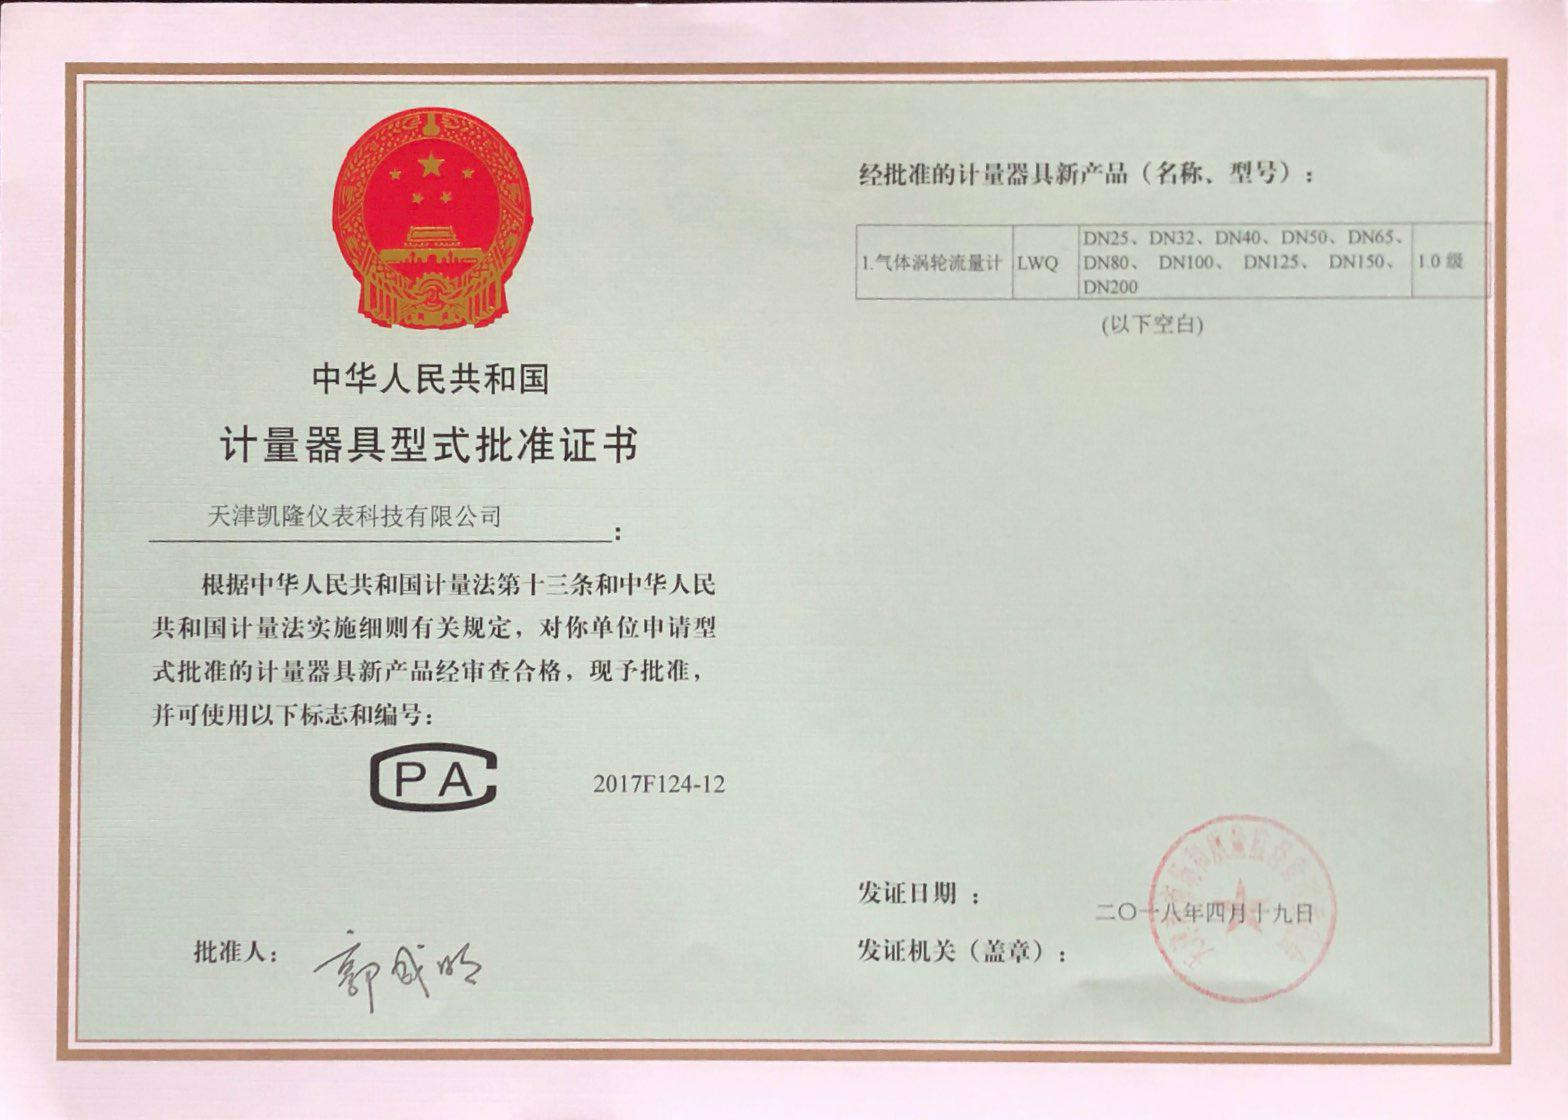 中华人民共和国
计量器具型式批准证书
天津凯隆仪表科技有限公司：
根据中华人民共和国计量法第十三条和中华人民
共和国计量法实施细则有关规定，对你单位申请型
式批准的计量器具新产品经审查合格，现予批准，
并可使用以下标志和编号：
CPA 2017F124-12
批准人：
经批准的计量器具新产品（名称、型号）：
1.气体涡轮流量计 LWQ DN25、DN32、DN40、DN50、DN65、
DN80、DN100、DN125、DN150、
DN200 1.0 级
(以下空白)
发证日期：
二〇一八年四月十九日
发证机关（盖章）：